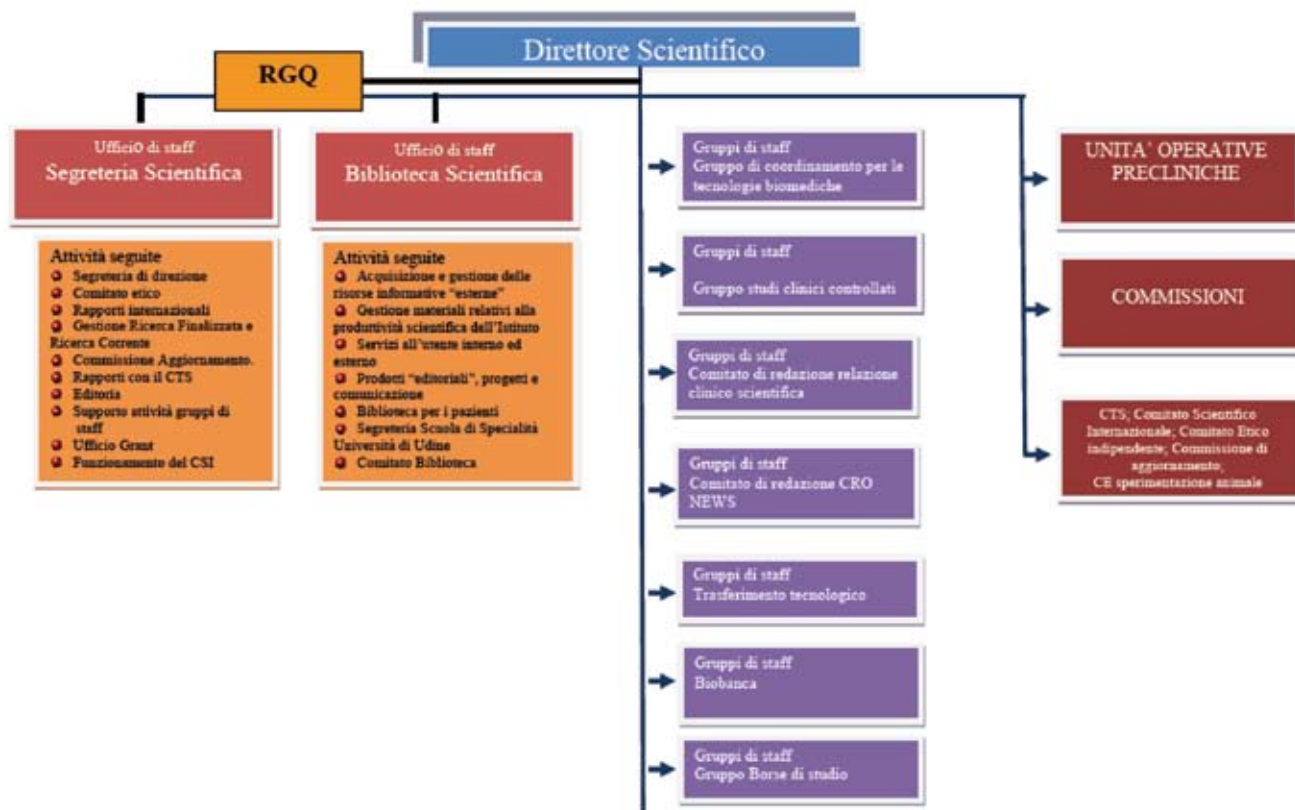 Direttore Scientifico
RGQ
Ufficio di staff
Segreteria Scientifica
Attività seguite
Segreteria di direzione
Comitato etico
Rapporti internazionali
Gestione Ricerca Finalizzata e
Ricerca Corrente
Commissione Aggiornamento.
Rapporti con il CTS
Editoria
Supporto attività gruppi di
staff
Ufficio Grant
Funzionamento del CSI
Ufficio di staff
Biblioteca Scientifica
Attività seguite
Acquisizione e gestione delle
risorse informative "esterne"
Gestione materiali relativi alla
produttività scientifica dell'Istituto
Servizi all'utente interno ed
esterno
Prodotti "editoriali", progetti e
comunicazione
Biblioteca per i pazienti
Segreteria Scuola di Specialità
Università di Udine
Comitato Biblioteca
Gruppi di staff
Gruppo di coordinamento per le
tecnologie biomediche
Gruppi di staff
Gruppo studi clinici controllati
Gruppi di staff
Comitato di redazione relazione
clinico scientifica
Gruppi di staff
Comitato di redazione CRO
NEWS
Gruppi di staff
Trasferimento tecnologico
Gruppi di staff
Biobanca
Gruppi di staff
Gruppo Borse di studio
UNITA' OPERATIVE
PRECLINICHE
COMMISSIONI
CTS; Comitato Scientifico
Internazionale; Comitato Etico
indipendente; Commissione di
aggiornamento;
CE sperimentazione animale